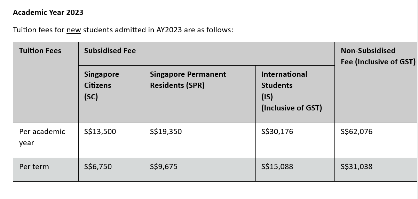 Academic Year 2023
Tuition fees for new students admitted in AY2023 are as follows:
Tuition Fees
Subsidised Fee
Non-Subsidised
Fee (Inclusive of GST)
Singapore
Citizens
(SC)
Singapore Permanent
Residents (SPR)
International
Students
(IS)
(Inclusive of GST)
Per academic
year
S$13,500
S$19,350
S$30,176
S$62,076
Per term
S$6,750
S$9,675
S$15,088
S$31,038